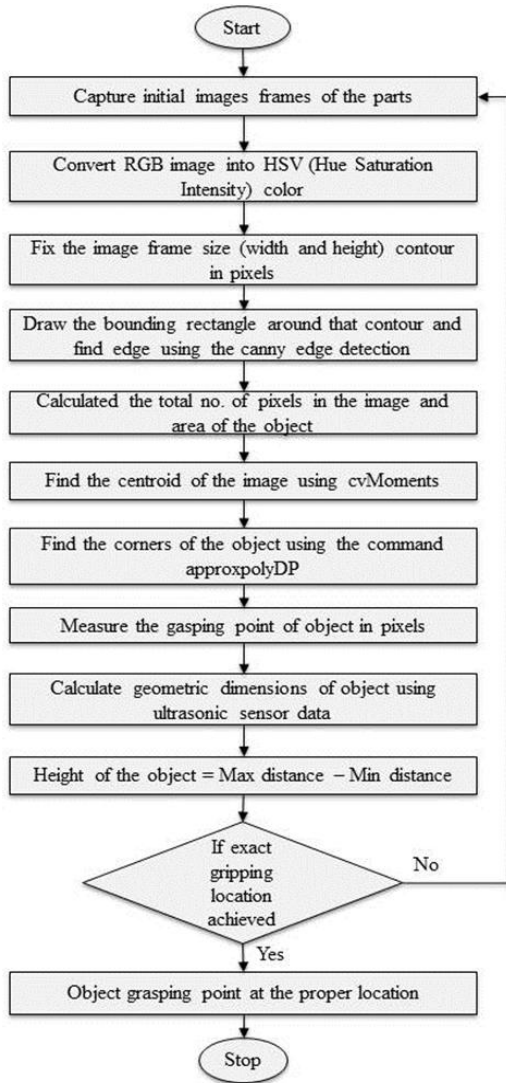 Start
Capture initial images frames of the parts
Convert RGB image into HSV (Hue Saturation
Intensity) color
Fix the image frame size (width and height) contour
in pixels
Draw the bounding rectangle around that contour and
find edge using the canny edge detection
Calculated the total no. of pixels in the image and
area of the object
Find the centroid of the image using cvMoments
Find the corners of the object using the command
approxpolyDP
Measure the gasping point of object in pixels
Calculate geometric dimensions of object using
ultrasonic sensor data
Height of the object = Max distance – Min distance
If exact
gripping
location
achieved
No
Yes
Object grasping point at the proper location
Stop